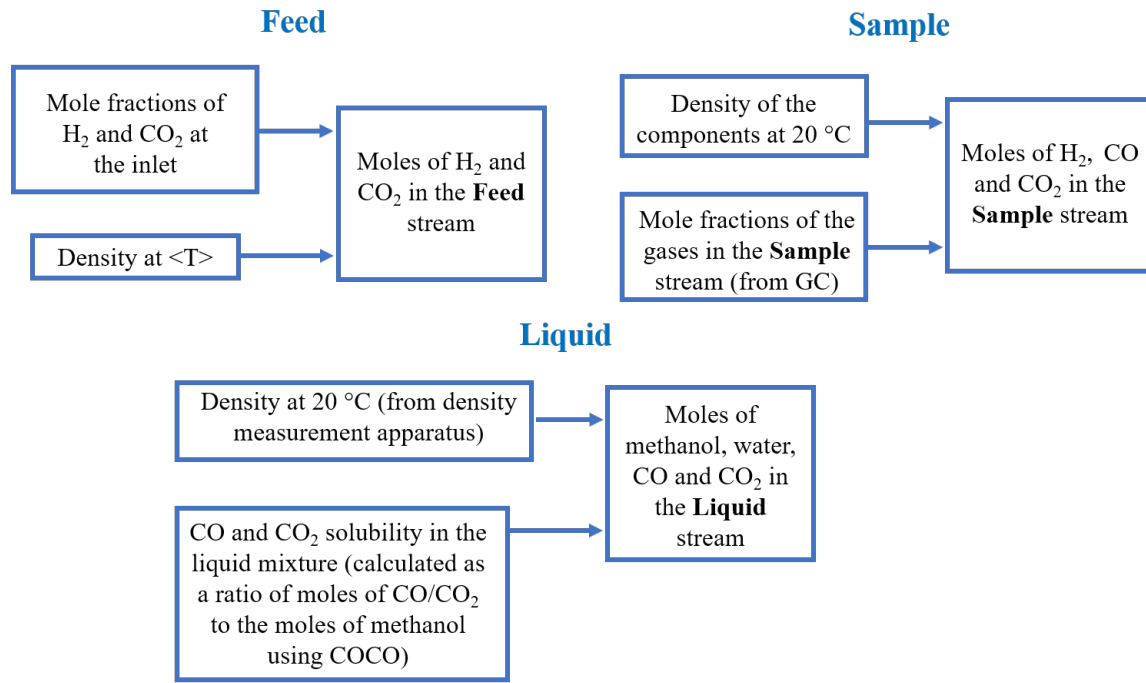 Feed
Mole fractions of
H₂ and CO₂ at
the inlet
Density at <T>
Moles of H₂ and
CO₂ in the Feed
stream
Sample
Density of the
components at 20 °C
Mole fractions of the
gases in the Sample
stream (from GC)
Moles of H₂, CO
and CO₂ in the
Sample stream
Liquid
Density at 20 °C (from density
measurement apparatus)
CO and CO₂ solubility in the
liquid mixture (calculated as
a ratio of moles of CO/CO₂
to the moles of methanol
using COCO)
Moles of
methanol, water,
CO and CO₂ in
the Liquid
stream